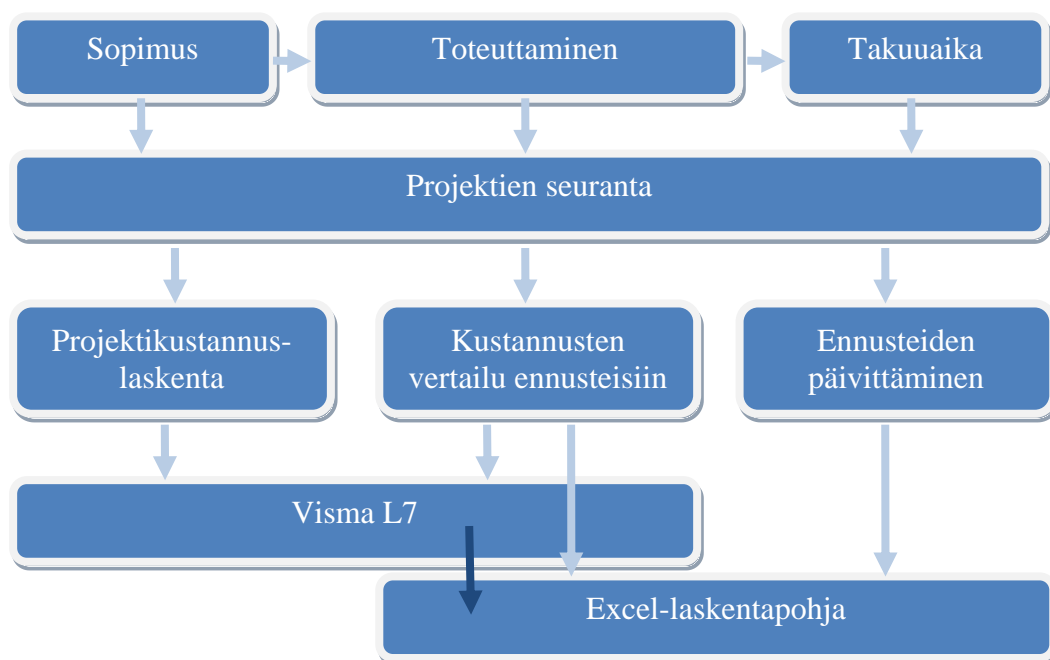 Sopimus
Toteuttaminen
Takuuaika
Projektien seuranta
Projektikustannus-
laskenta
Kustannusten
vertailu ennusteisiin
Ennusteiden
päivittäminen
Visma L7
Excel-laskentapohja